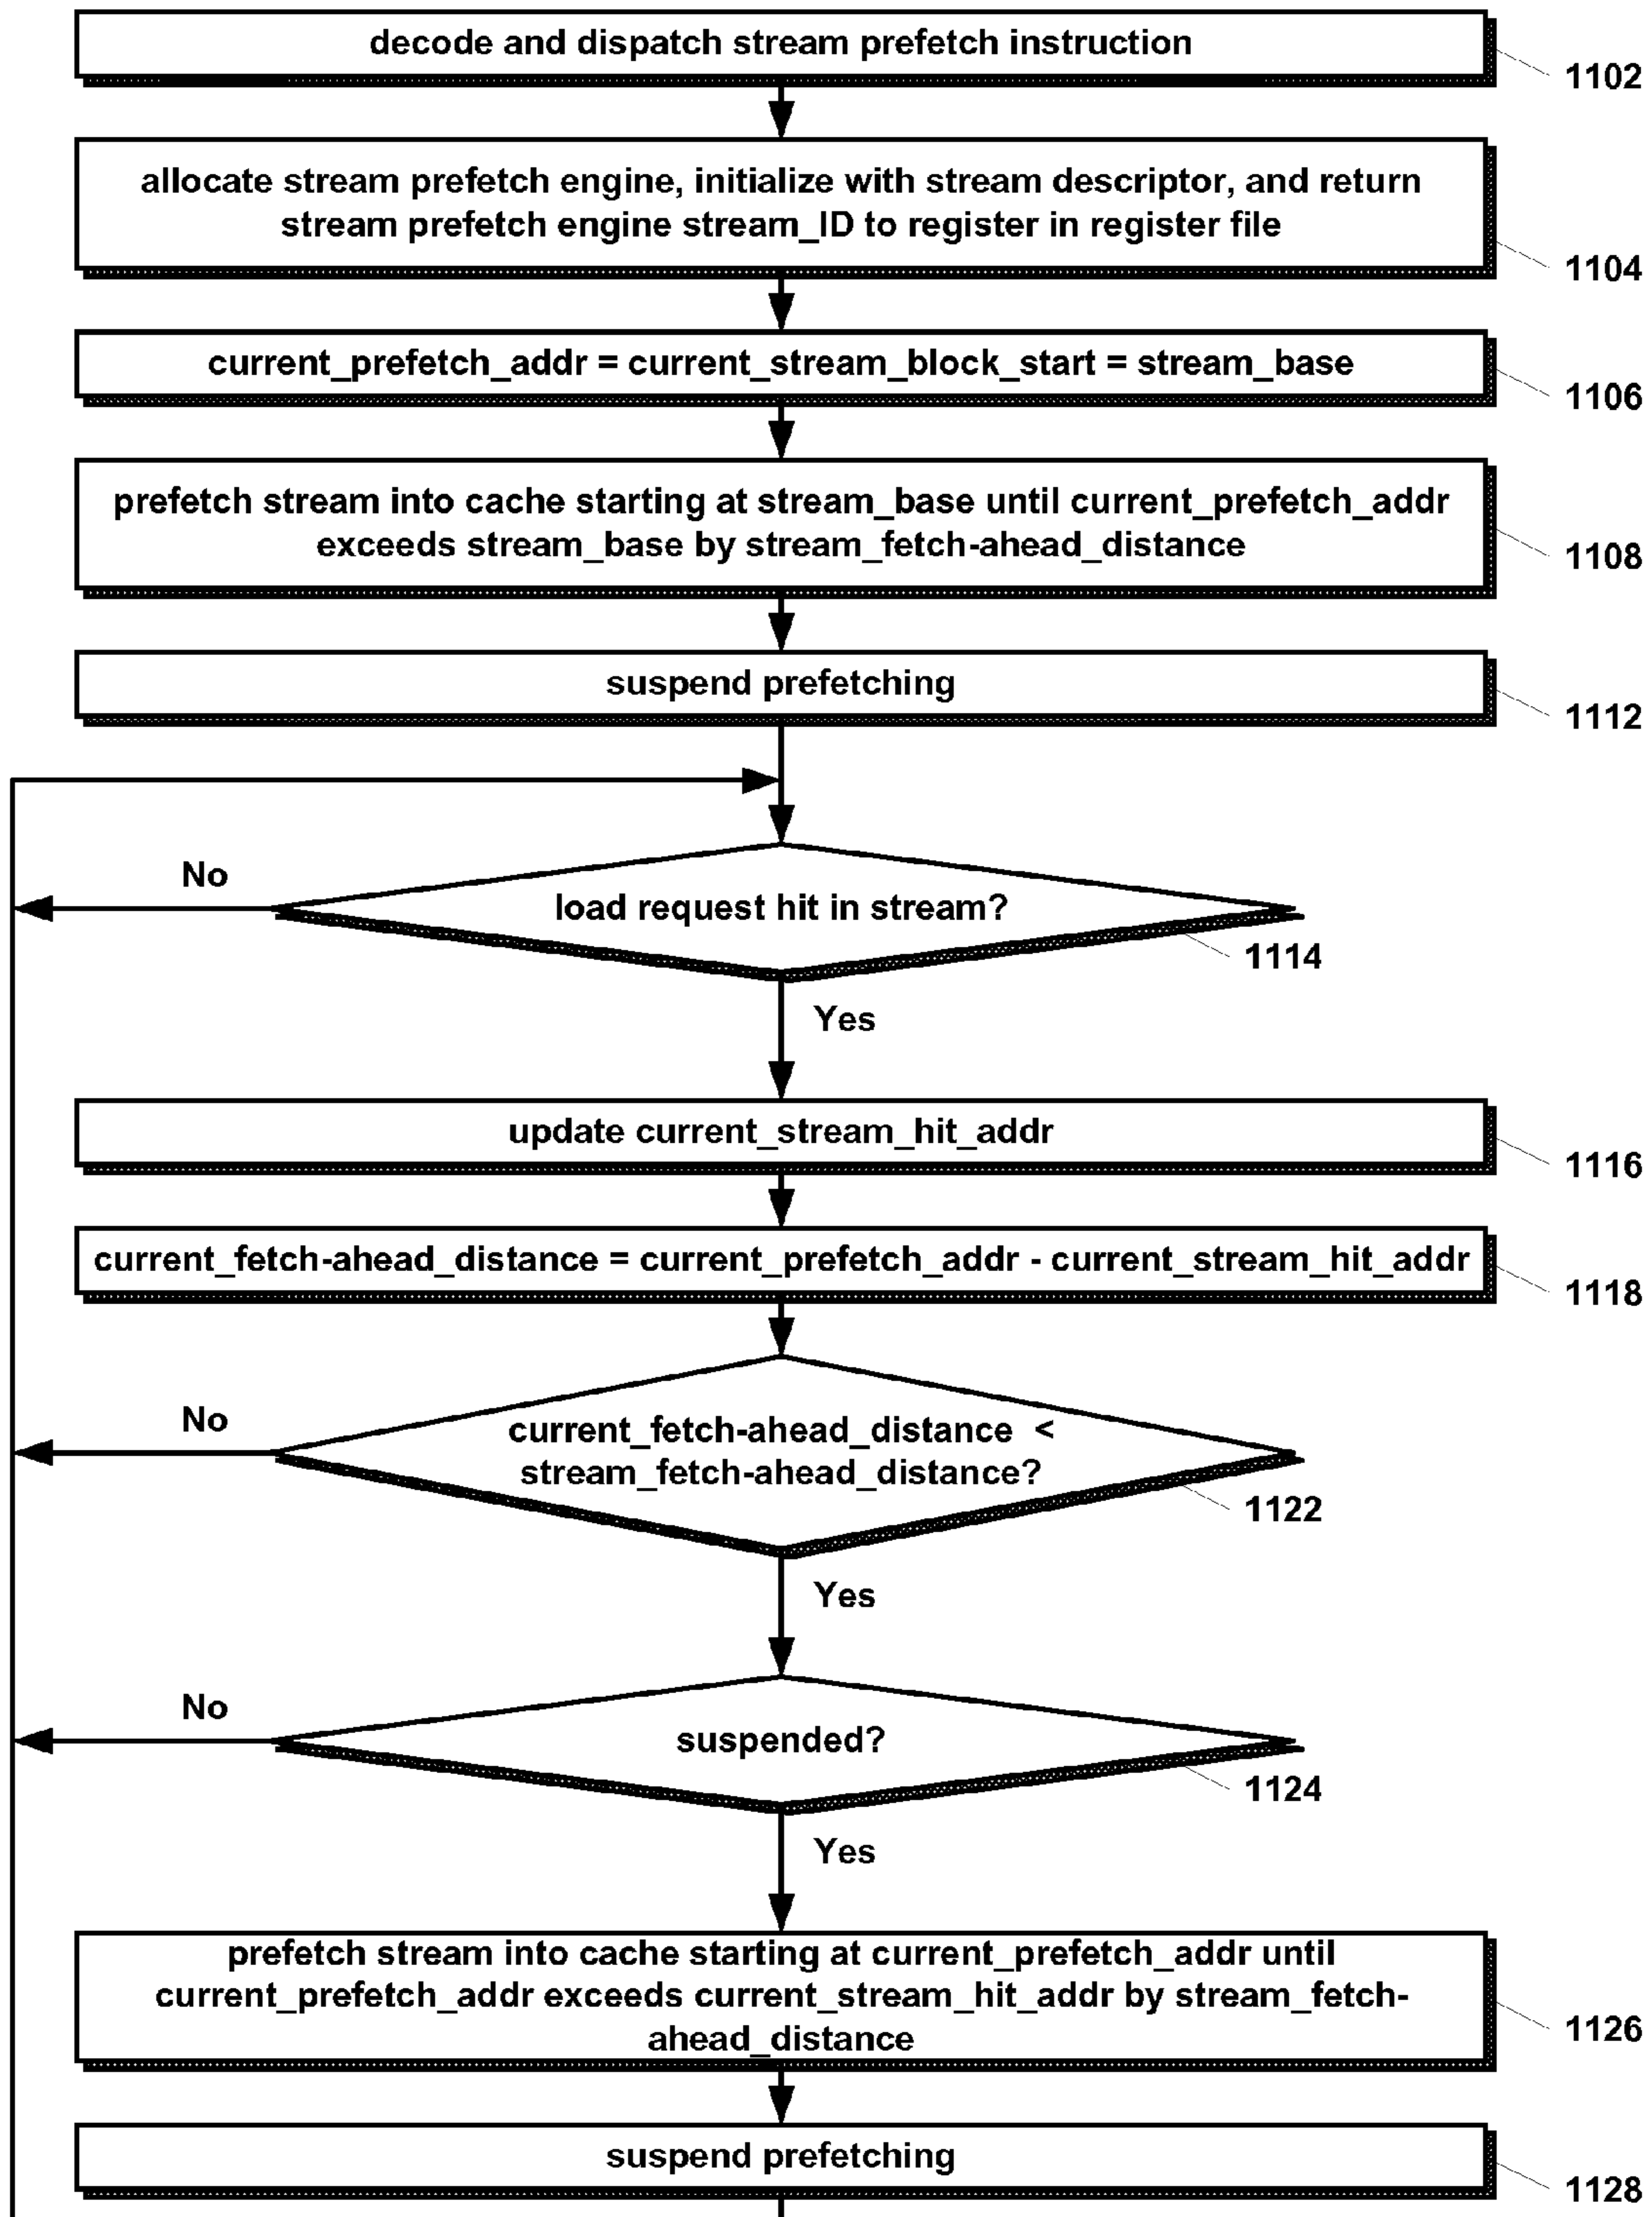 decode and dispatch stream prefetch instruction
1102
allocate stream prefetch engine, initialize with stream descriptor, and return
stream prefetch engine stream_ID to register in register file
1104
current_prefetch_addr = current_stream_block_start = stream_base
1106
prefetch stream into cache starting at stream_base until current_prefetch_addr
exceeds stream_base by stream_fetch-ahead_distance
1108
suspend prefetching
1112
No
load request hit in stream?
1114
Yes
update current_stream_hit_addr
1116
current_fetch-ahead_distance = current_prefetch_addr - current_stream_hit_addr
1118
No
current_fetch-ahead_distance <
stream_fetch-ahead_distance?
1122
Yes
No
suspended?
1124
Yes
prefetch stream into cache starting at current_prefetch_addr until
current_prefetch_addr exceeds current_stream_hit_addr by stream_fetch-
ahead_distance
1126
suspend prefetching
1128